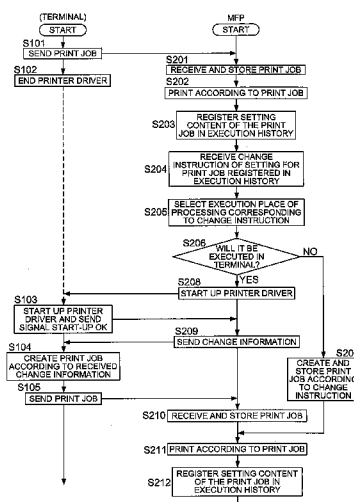 (TERMINAL)
START
S101
SEND PRINT JOB
S102
END PRINTER DRIVER
S103
START UP PRINTER
DRIVER AND SEND
SIGNAL START-UP OK
S104
CREATE PRINT JOB
ACCORDING TO RECEIVED
CHANGE INFORMATION
S105
SEND PRINT JOB
MFP
START
S201
RECEIVE AND STORE PRINT JOB
S202
PRINT ACCORDING TO PRINT JOB
S203
REGISTER SETTING
CONTENT OF THE PRINT
JOB IN EXECUTION HISTORY
S204
RECEIVE CHANGE
INSTRUCTION OF SETTING FOR
PRINT JOB REGISTERED IN
EXECUTION HISTORY
S205
SELECT EXECUTION PLACE OF
PROCESSING CORRESPONDING
TO CHANGE INSTRUCTION
S206
WILL IT BE
EXECUTED IN
TERMINAL?
NO
YES
S208
START UP PRINTER DRIVER
S209
SEND CHANGE INFORMATION
S20
CREATE AND
STORE PRINT
JOB ACCORDING
TO CHANGE
INSTRUCTION
S210
RECEIVE AND STORE PRINT JOB
S211
PRINT ACCORDING TO PRINT JOB
S212
REGISTER SETTING CONTENT
OF THE PRINT JOB IN
EXECUTION HISTORY